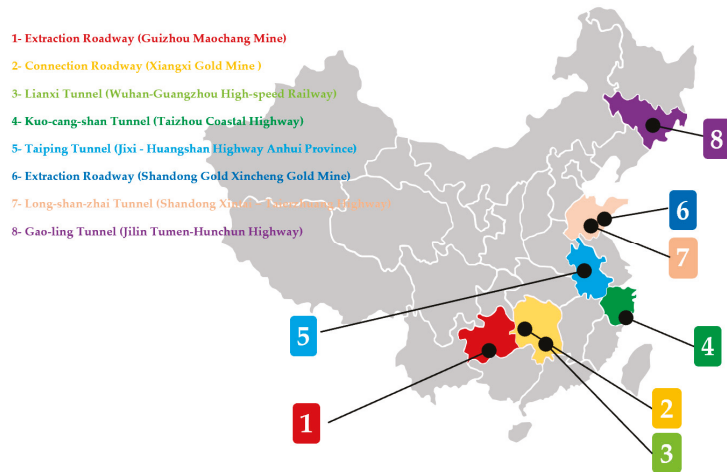 1- Extraction Roadway (Guizhou Maochang Mine)
2- Connection Roadway (Xiangxi Gold Mine )
3- Lianxi Tunnel (Wuhan-Guangzhou High-speed Railway)
4- Kuo-cang-shan Tunnel (Taizhou Coastal Highway)
5- Taiping Tunnel (Jixi - Huangshan Highway Anhui Province)
6- Extraction Roadway (Shandong Gold Xincheng Gold Mine)
7- Long-shan-zhai Tunnel (Shandong Highway)
8- Gao-ling Tunnel (Jilin Tumen-Hunchun Highway)
8
6
7
5
4
2
1
3